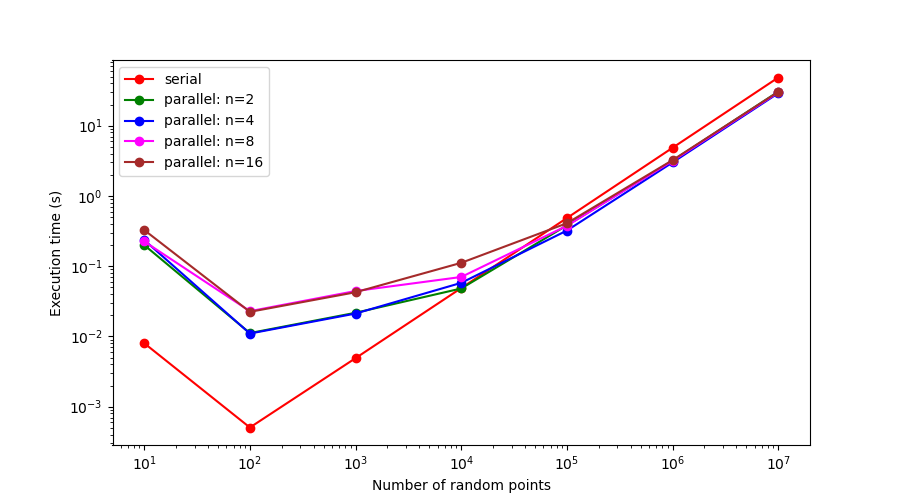 serial
parallel: n=2
parallel: n=4
parallel: n=8
parallel: n=16
Execution time (s)
10¹
10⁰
10⁻¹
10⁻²
10⁻³
10¹ 10² 10³ 10⁴ 10⁵ 10⁶ 10⁷
Number of random points